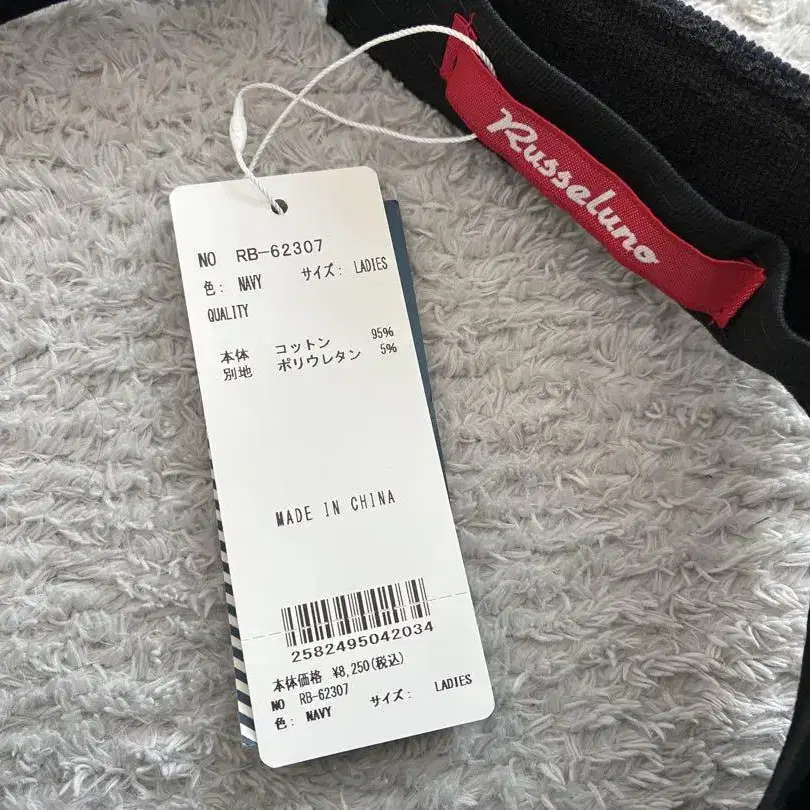 Russeluno
NO RB-62307
色: NAVY サイズ: LADIES
QUALITY
本体 コットン 95%
別地 ポリウレタン 5%
MADE IN CHINA
2582495042034
本体価格 ¥8,250(税込)
NO RB-62307
色: NAVY サイズ: LADIES